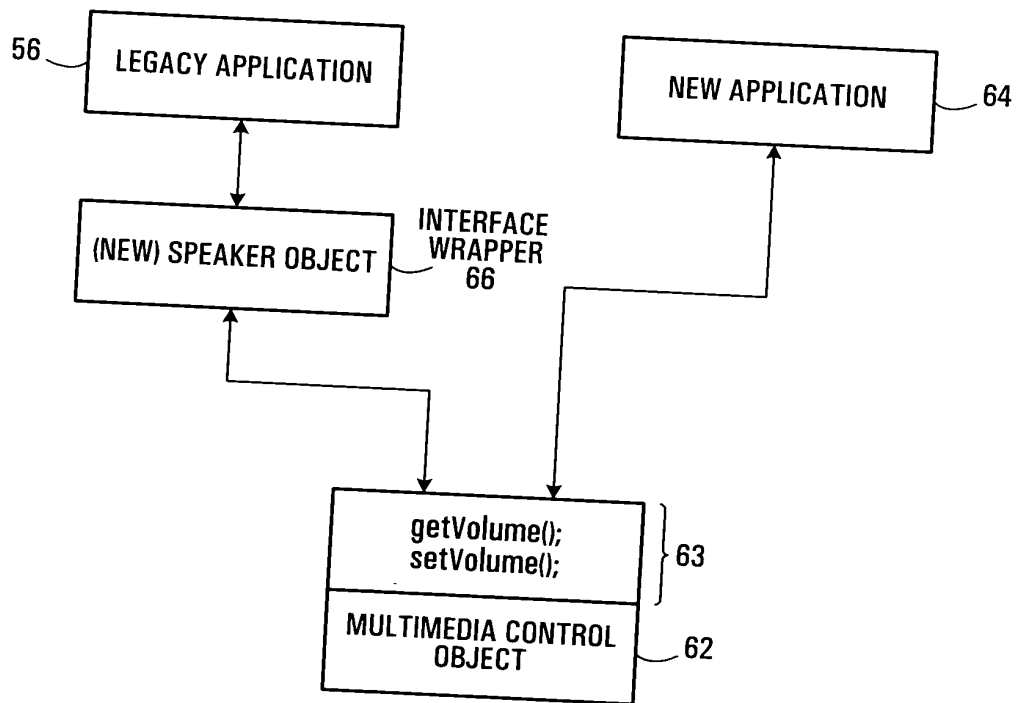 56
LEGACY APPLICATION
NEW APPLICATION
64
(NEW) SPEAKER OBJECT
INTERFACE
WRAPPER
66
getVolume();
setVolume();
63
MULTIMEDIA CONTROL
OBJECT
62